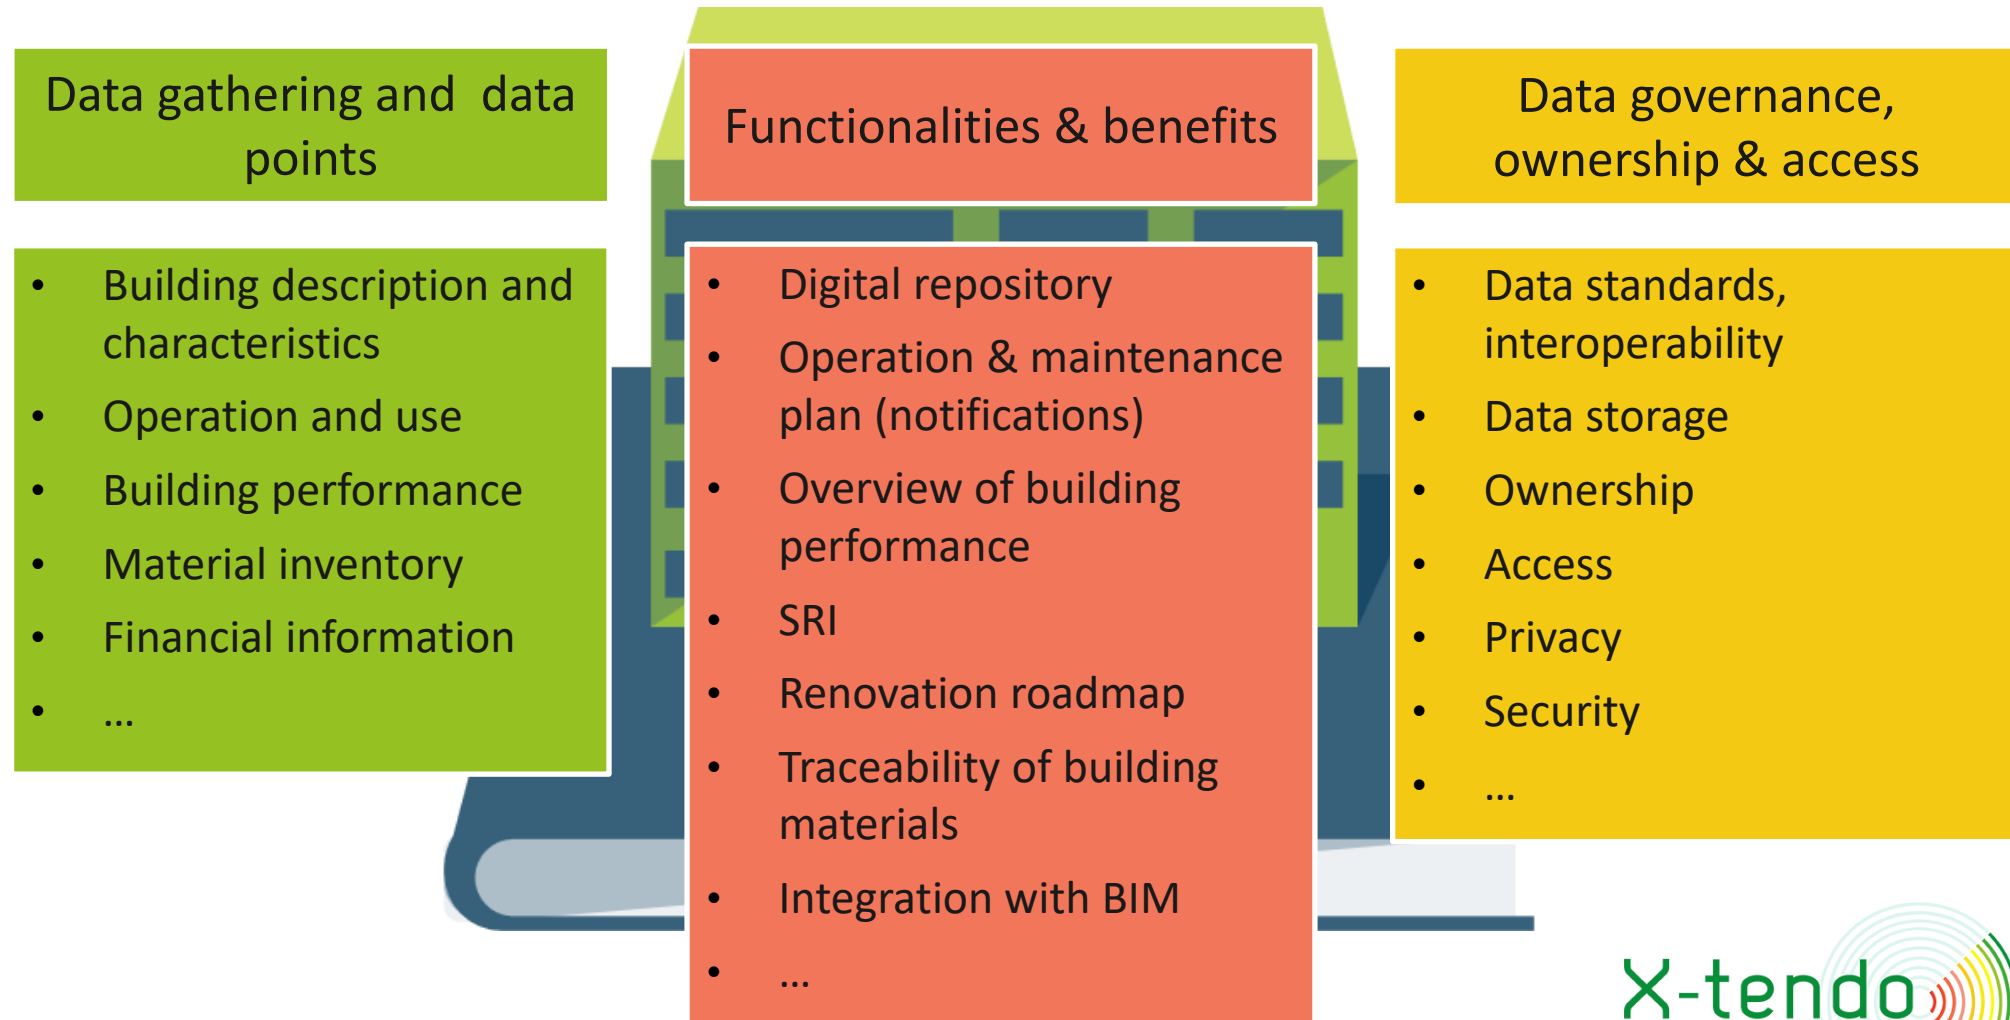 Data gathering and data
points
• Building description and
characteristics
• Operation and use
• Building performance
• Material inventory
• Financial information
• …
Functionalities & benefits
• Digital repository
• Operation & maintenance
plan (notifications)
• Overview of building
performance
• SRI
• Renovation roadmap
• Traceability of building
materials
• Integration with BIM
• …
Data governance,
ownership & access
• Data standards,
interoperability
• Data storage
• Ownership
• Access
• Privacy
• Security
• …
X-tendo